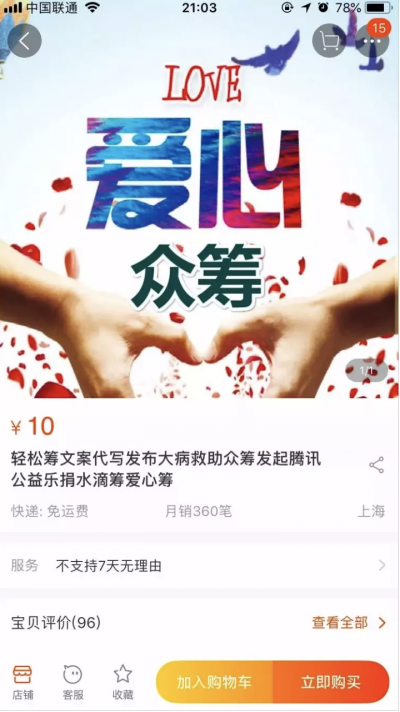 中国联通
21:03
78%
15
LOVE
爱心
众筹
1/1
¥ 10
轻松筹文案代写发布大病救助众筹发起腾讯
公益乐捐水滴筹爱心筹
快递: 免运费
月销360笔
上海
服务
不支持7天无理由
宝贝评价(96)
查看全部
店铺
客服
收藏
加入购物车
立即购买